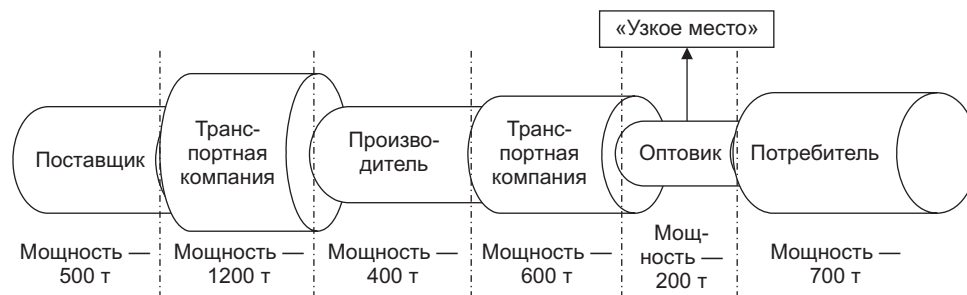 «Узкое место»
Поставщик
Транс-
портная
компания
Произво-
дитель
Транс-
портная
компания
Оптовик
Потребитель
Мощность —
500 т
Мощность —
1200 т
Мощность —
400 т
Мощность —
600 т
Мощ-
ность —
200 т
Мощность —
700 т